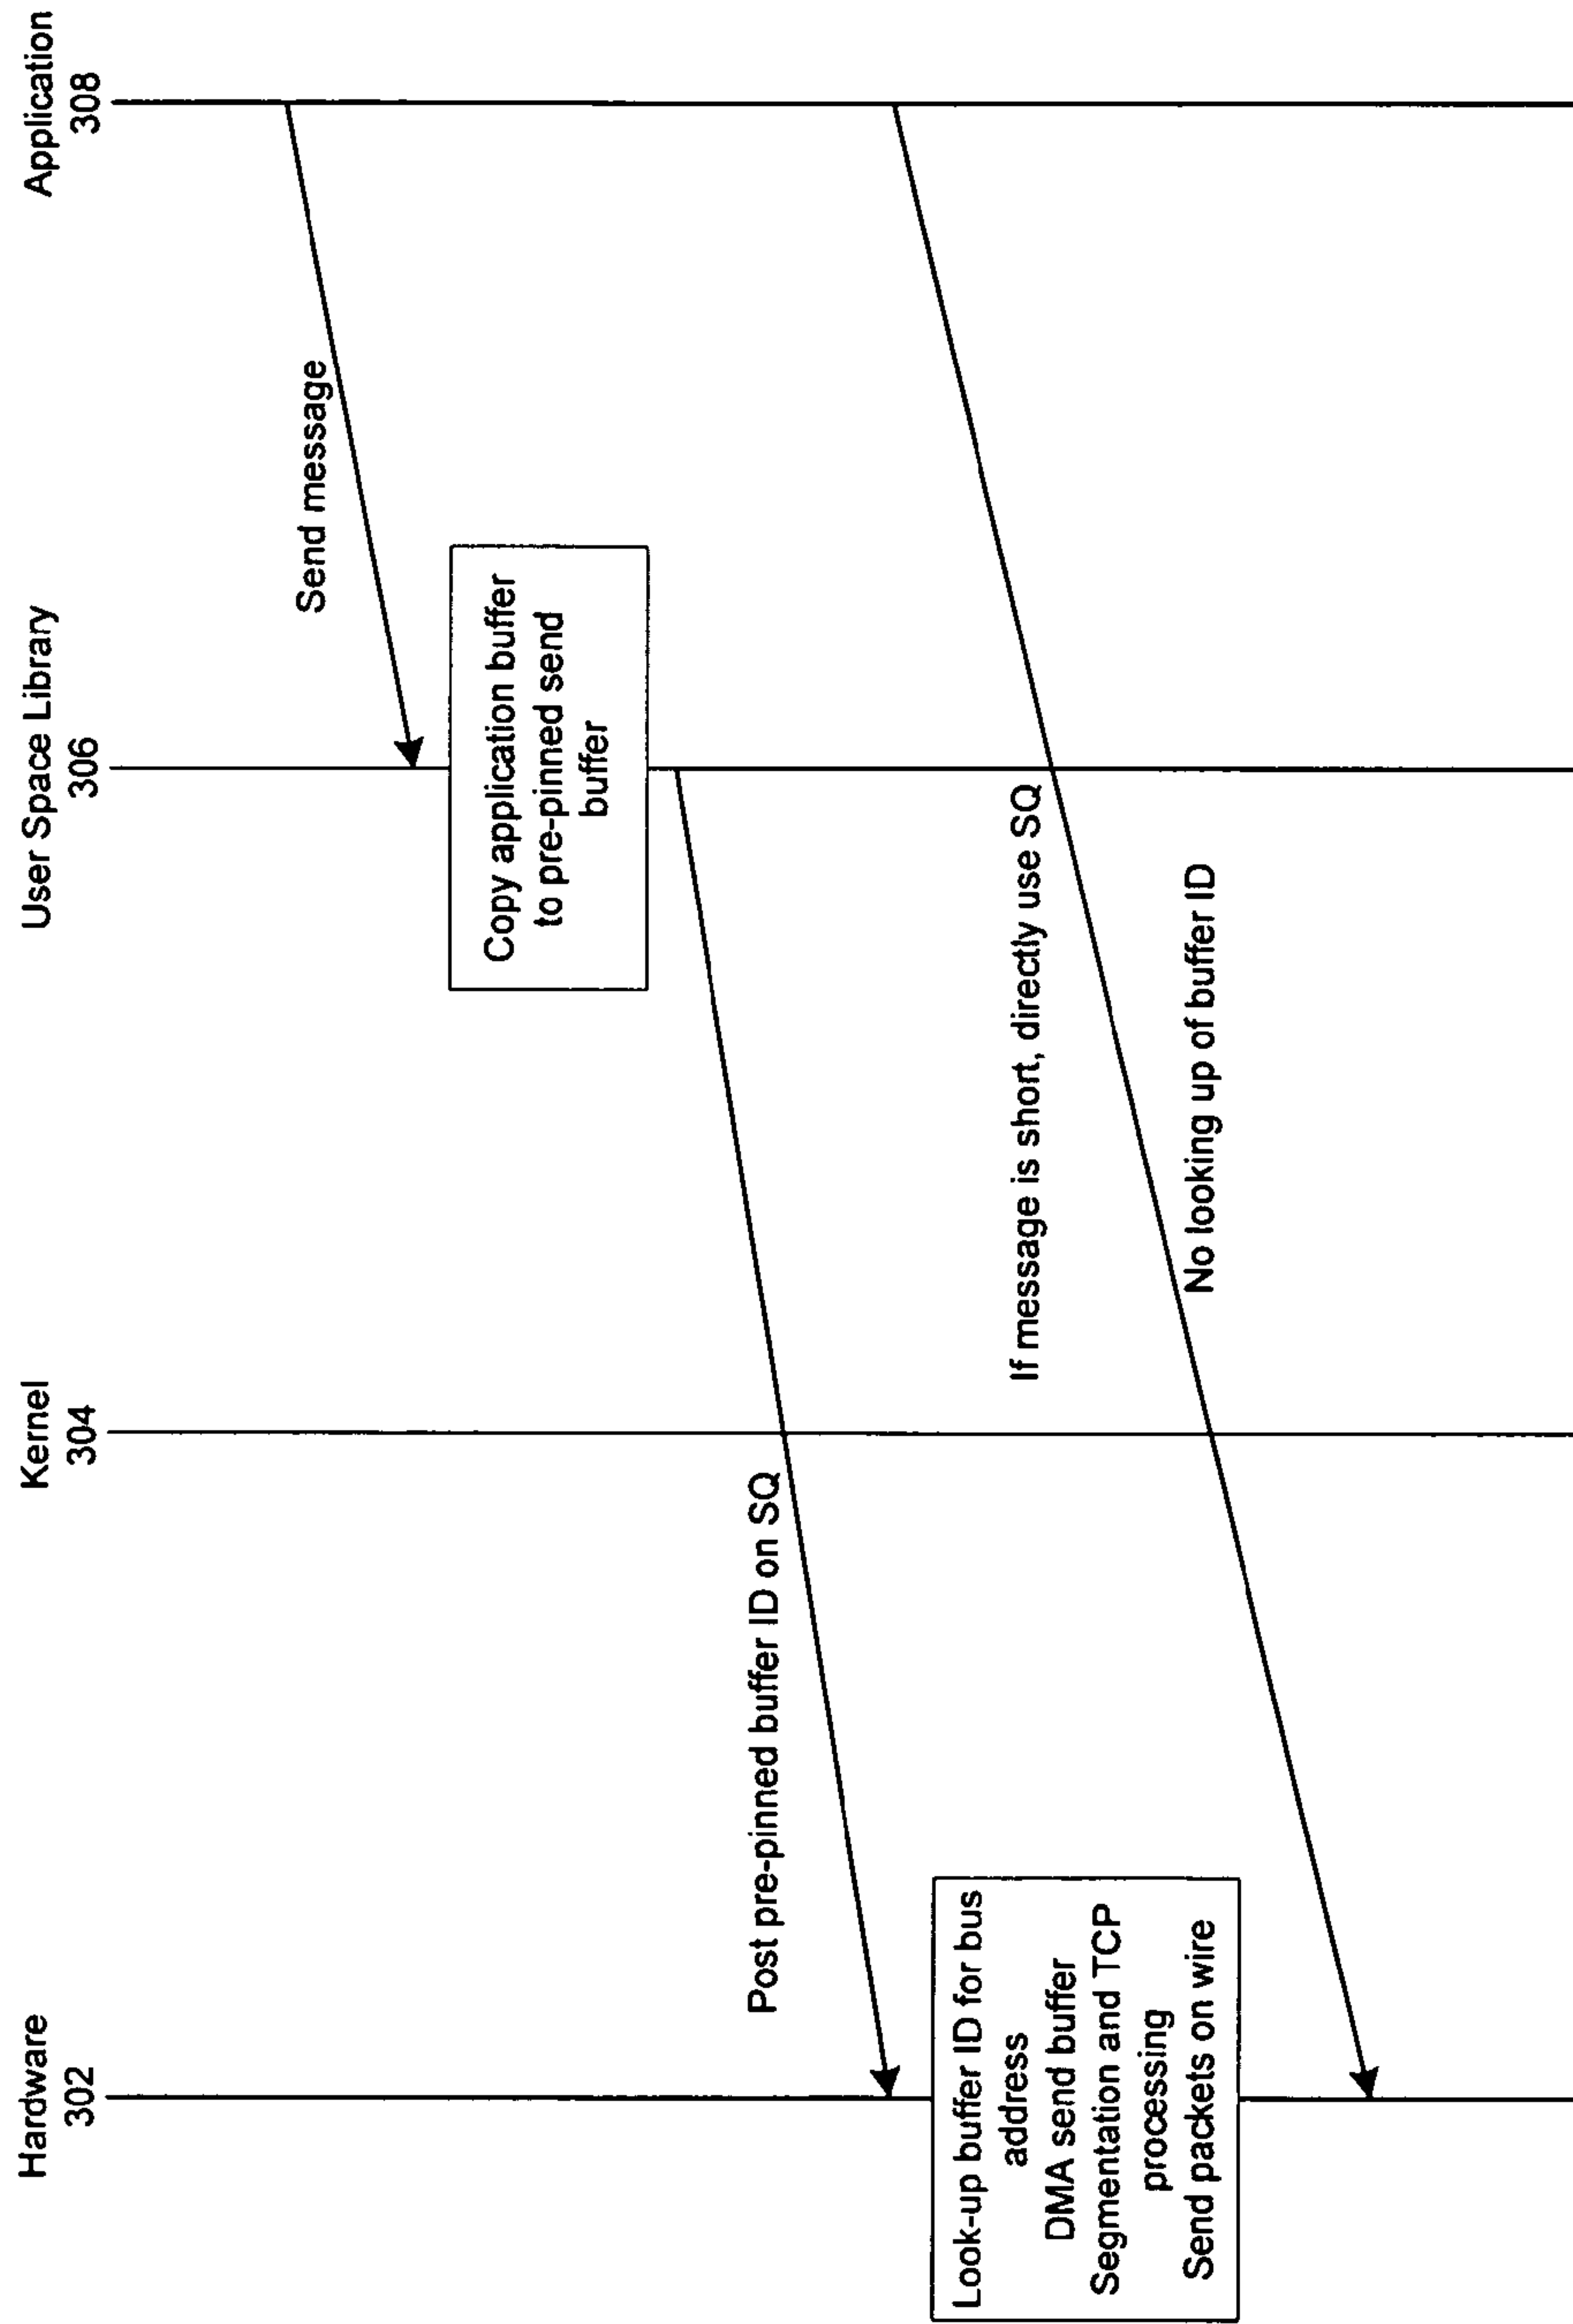 Hardware
302
Kernel
304
User Space Library
306
Application
308
Send message
Copy application buffer
to pre-pinned send
buffer
Post pre-pinned buffer ID on SQ
Look-up buffer ID for bus
address
DMA send buffer
Segmentation and TCP
processing
Send packets on wire
If message is short, directly use SQ
No looking up of buffer ID